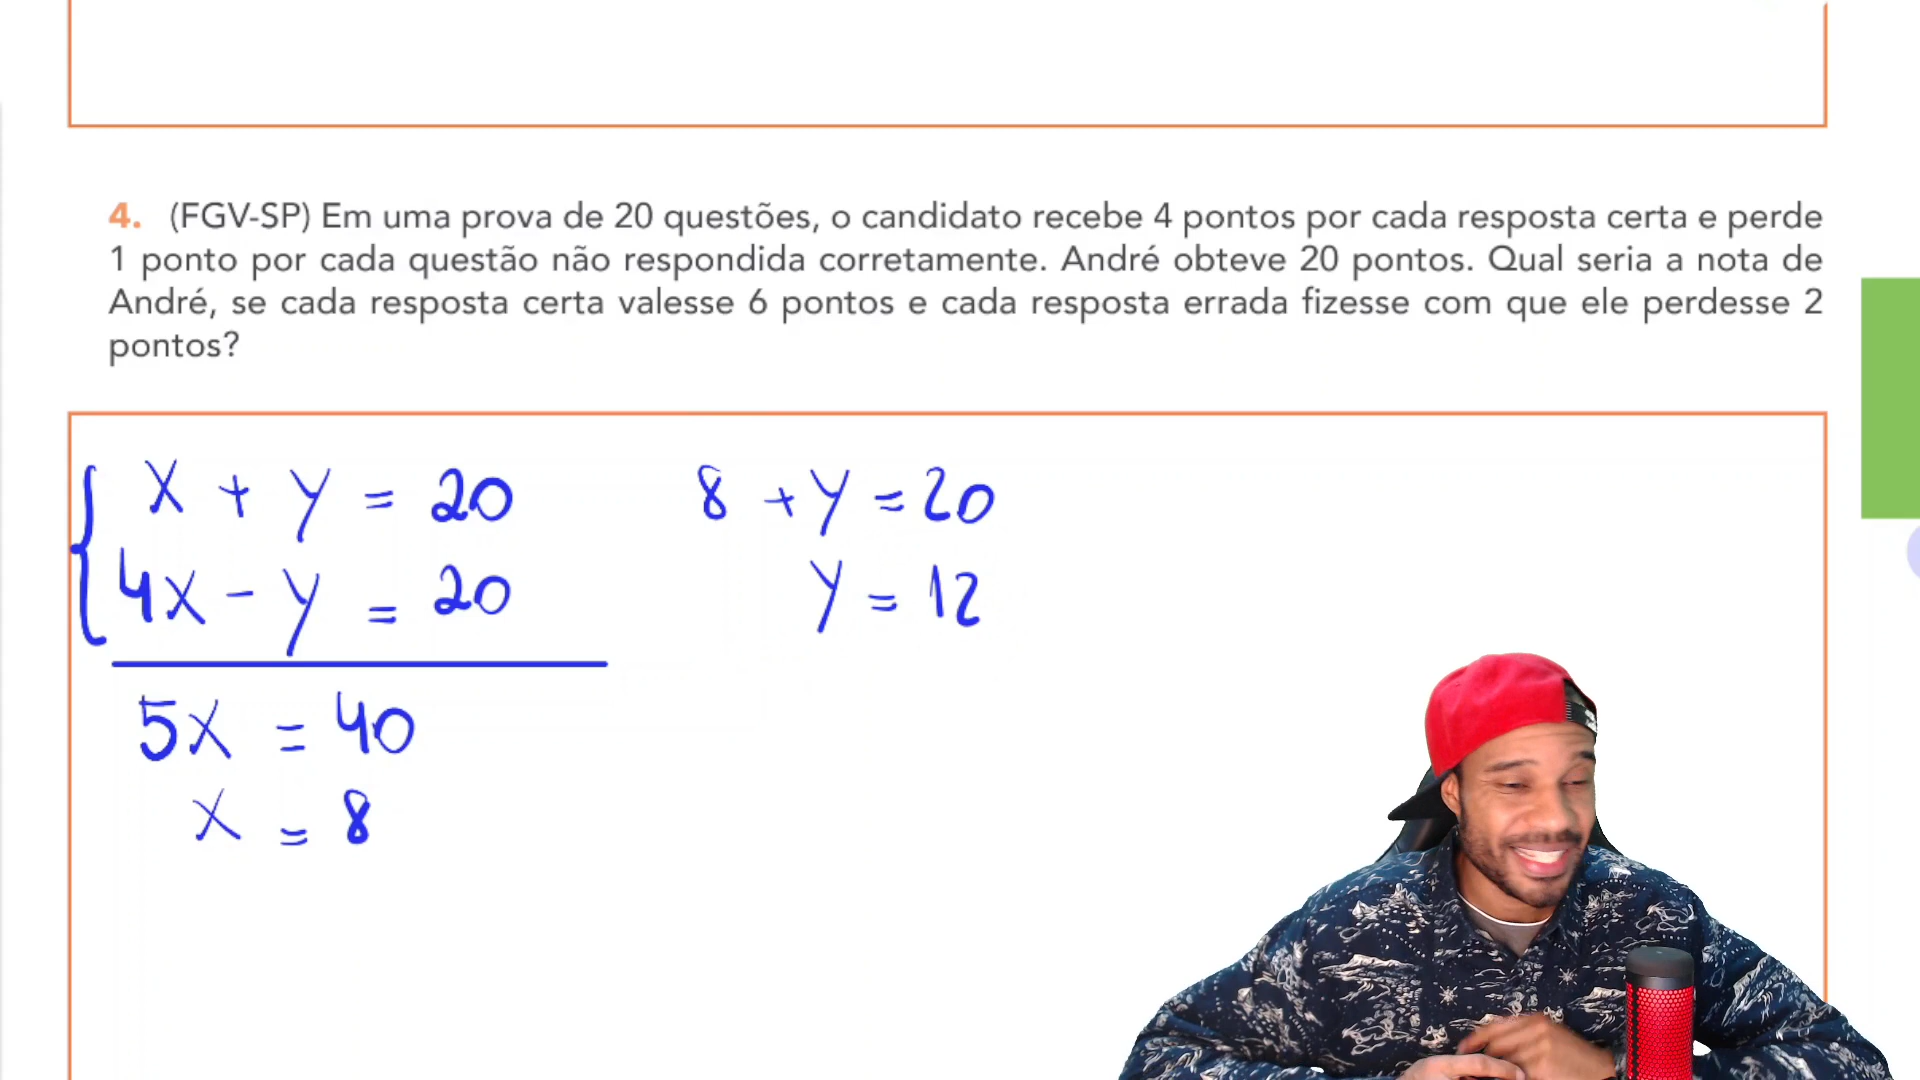 4. (FGV-SP) Em uma prova de 20 questões, o candidato recebe 4 pontos por cada resposta certa e perde
1 ponto por cada questão não respondida corretamente. André obteve 20 pontos. Qual seria a nota de
André, se cada resposta certa valesse 6 pontos e cada resposta errada fizesse com que ele perdesse 2
pontos?
x + y = 20
4x - y = 20
5x = 40
x = 8
8 + y = 20
y = 12